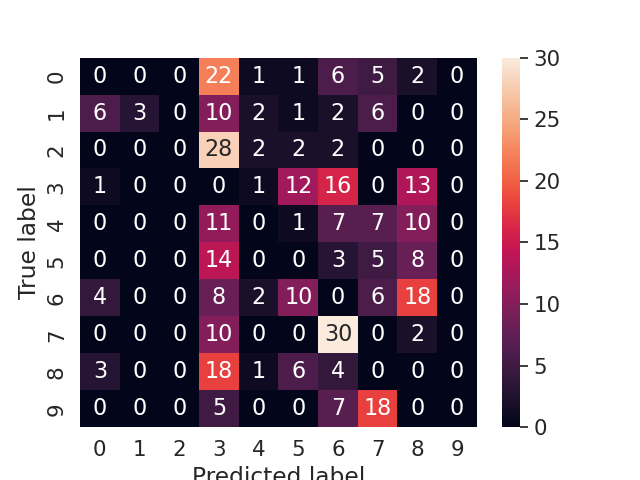 0 0 0 0 22 1 1 6 5 2 0 30
1 6 3 0 10 2 1 2 6 0 0 25
2 0 0 0 28 2 2 2 0 0 0
3 1 0 0 0 1 12 16 0 13 0 20
4 0 0 0 11 0 1 7 7 10 0 15
5 0 0 0 14 0 0 3 5 8 0
6 4 0 0 8 2 10 0 6 18 0 10
7 0 0 0 10 0 0 30 0 2 0
8 3 0 0 18 1 6 4 0 0 0 5
9 0 0 0 5 0 0 7 18 0 0 0
0 1 2 3 4 5 6 7 8 9
True label
Predicted label